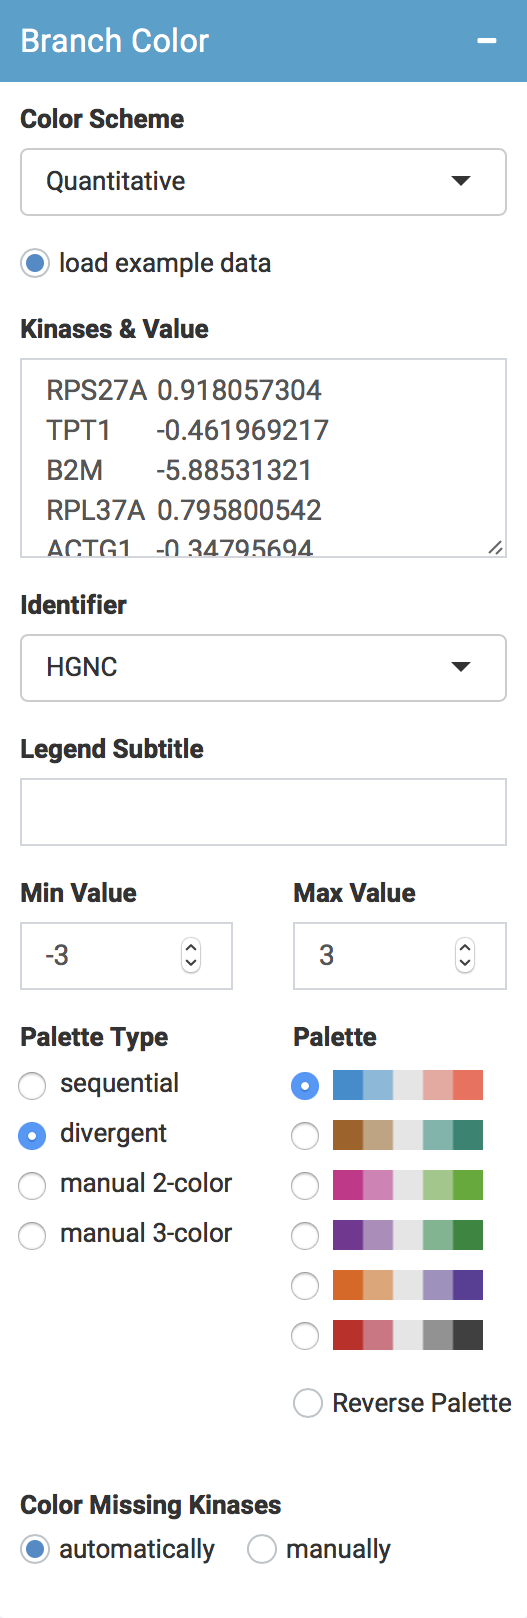 Branch Color
Color Scheme
Quantitative
load example data
Kinases & Value
RPS27A 0.918057304
TPT1 -0.461969217
B2M -5.88531321
RPL37A 0.795800542
ACTG1 -0.34795694
Identifier
HGNC
Legend Subtitle
Min Value Max Value
-3 3
Palette Type Palette
sequential
divergent
manual 2-color
manual 3-color
Reverse Palette
Color Missing Kinases
automatically manually